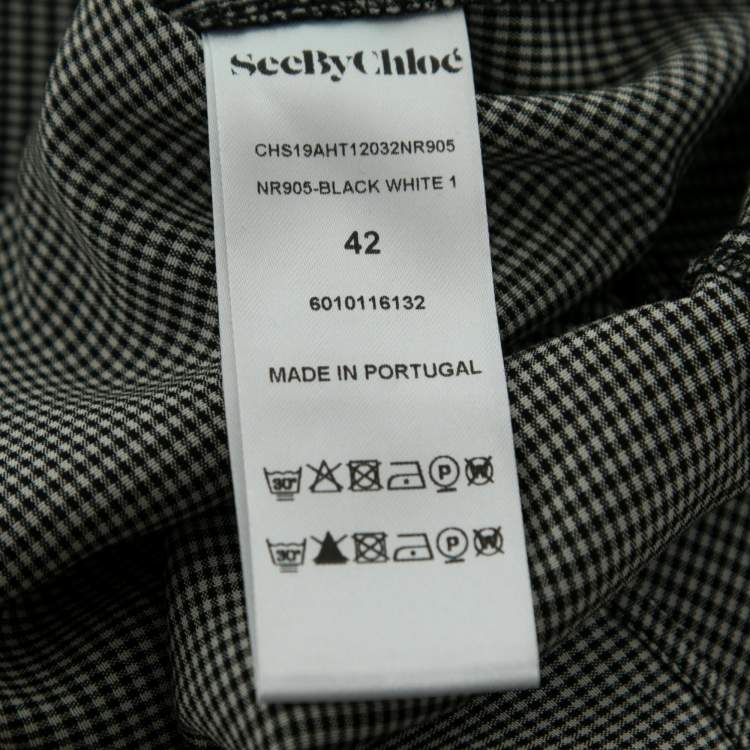 SeeByChloé
CHS19AHT12032NR905
NR905-BLACK WHITE 1
42
6010116132
MADE IN PORTUGAL
30° P W
30° P W